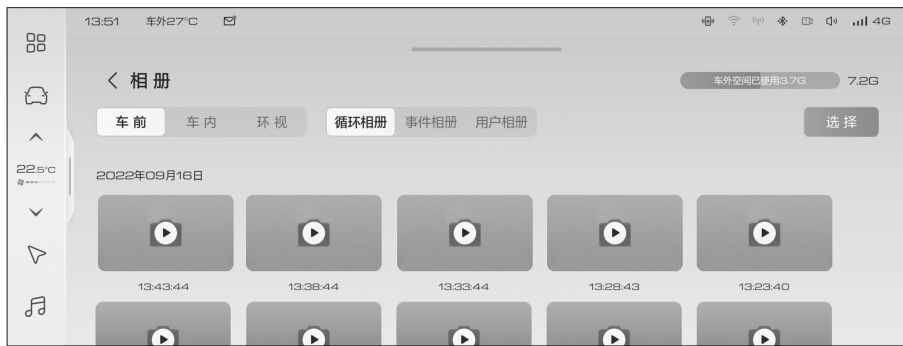 13:51 车外27°C 4G
相册 车外空间已使用3.7G 7.2G
车前 车内 环视 循环相册 事件相册 用户相册 选择
22.5°C
2022年09月16日
13:43:44 13:38:44 13:33:44 13:28:43 13:23:40